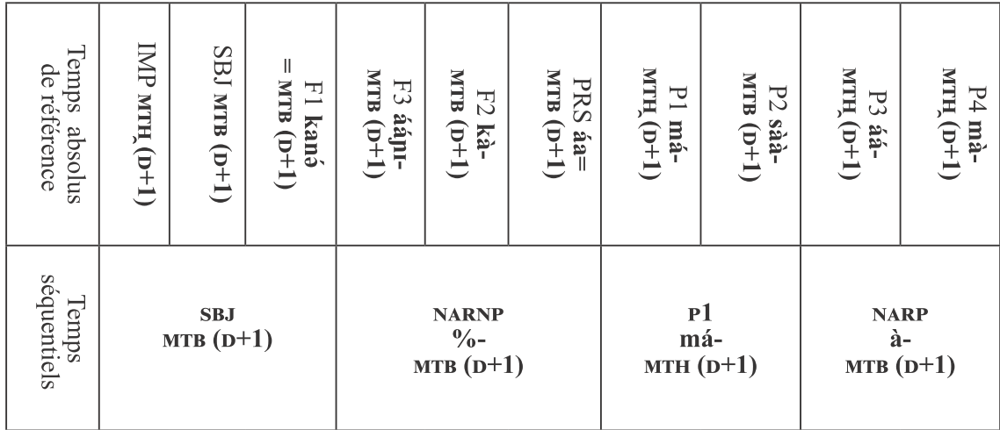 Temps absolus
de référence
IMP MTH̬ (D+1)
SBJ MTB (D+1)
F1 kanə́
= MTB (D+1)
F3 ááɲɪ-
MTB (D+1)
F2 kà-
MTB (D+1)
PRS áa=
MTB (D+1)
P1 má-
MTH̬ (D+1)
P2 sàà-
MTB (D+1)
P3 áá-
MTH̬ (D+1)
P4 mà-
MTH̬ (D+1)
Temps
séquentiels
SBJ
MTB (D+1)
NARNP
%-
MTB (D+1)
P1
má-
MTH (D+1)
NARP
à-
MTB (D+1)